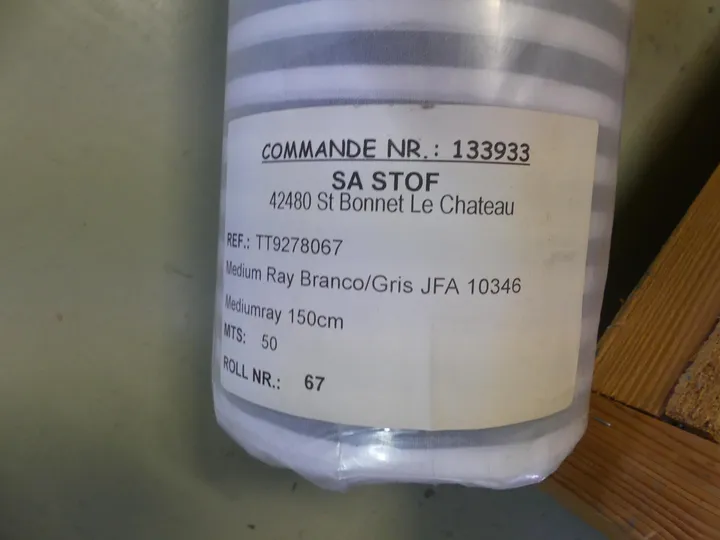 COMMANDE NR.: 133933
SA STOF
42480 St Bonnet Le Chateau
REF.: TT9278067
Medium Ray Branco/Gris JFA 10346
Mediumray 150cm
MTS: 50
ROLL NR.: 67